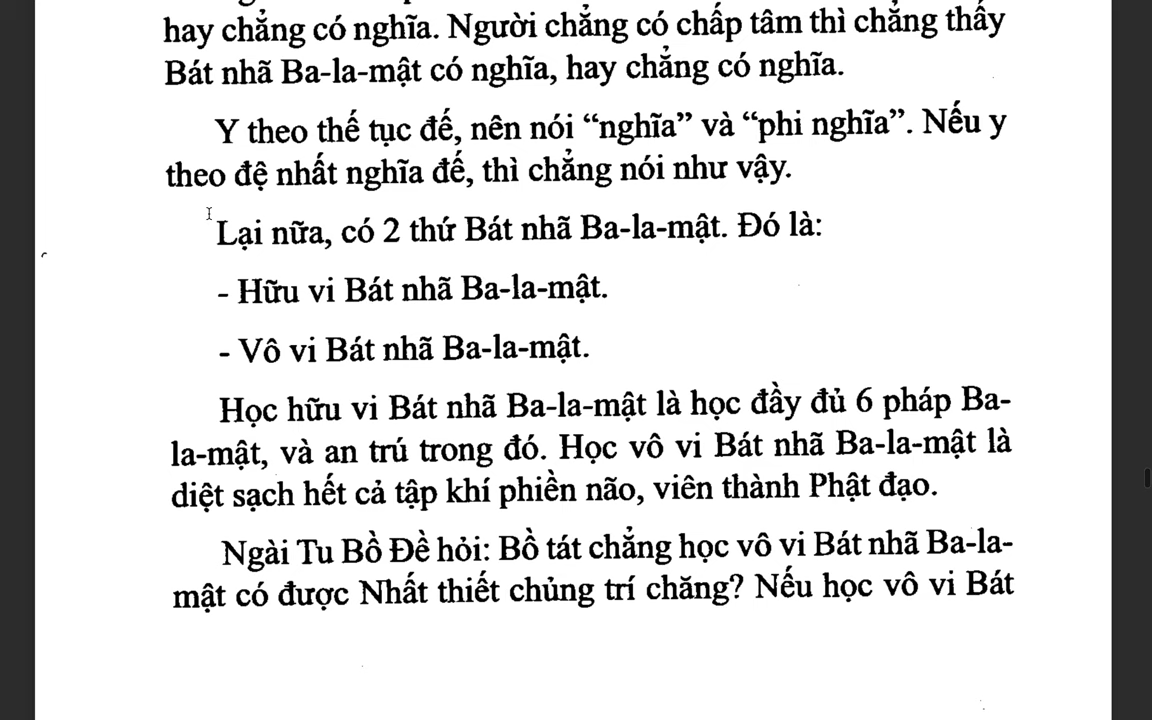 hay chẳng có nghĩa. Người chẳng có chấp tâm thì chẳng thấy
Bát nhã Ba-la-mật có nghĩa, hay chẳng có nghĩa.
Y theo thế tục đế, nên nói “nghĩa” và “phi nghĩa”. Nếu y
theo đệ nhất nghĩa đế, thì chẳng nói như vậy.
Lại nữa, có 2 thứ Bát nhã Ba-la-mật. Đó là:
- Hữu vi Bát nhã Ba-la-mật.
- Vô vi Bát nhã Ba-la-mật.
Học hữu vi Bát nhã Ba-la-mật là học đầy đủ 6 pháp Ba-
la-mật, và an trú trong đó. Học vô vi Bát nhã Ba-la-mật là
diệt sạch hết cả tập khí phiền não, viên thành Phật đạo.
Ngài Tu Bồ Đề hỏi: Bồ tát chẳng học vô vi Bát nhã Ba-la-
mật có được Nhất thiết chủng trí chăng? Nếu học vô vi Bát